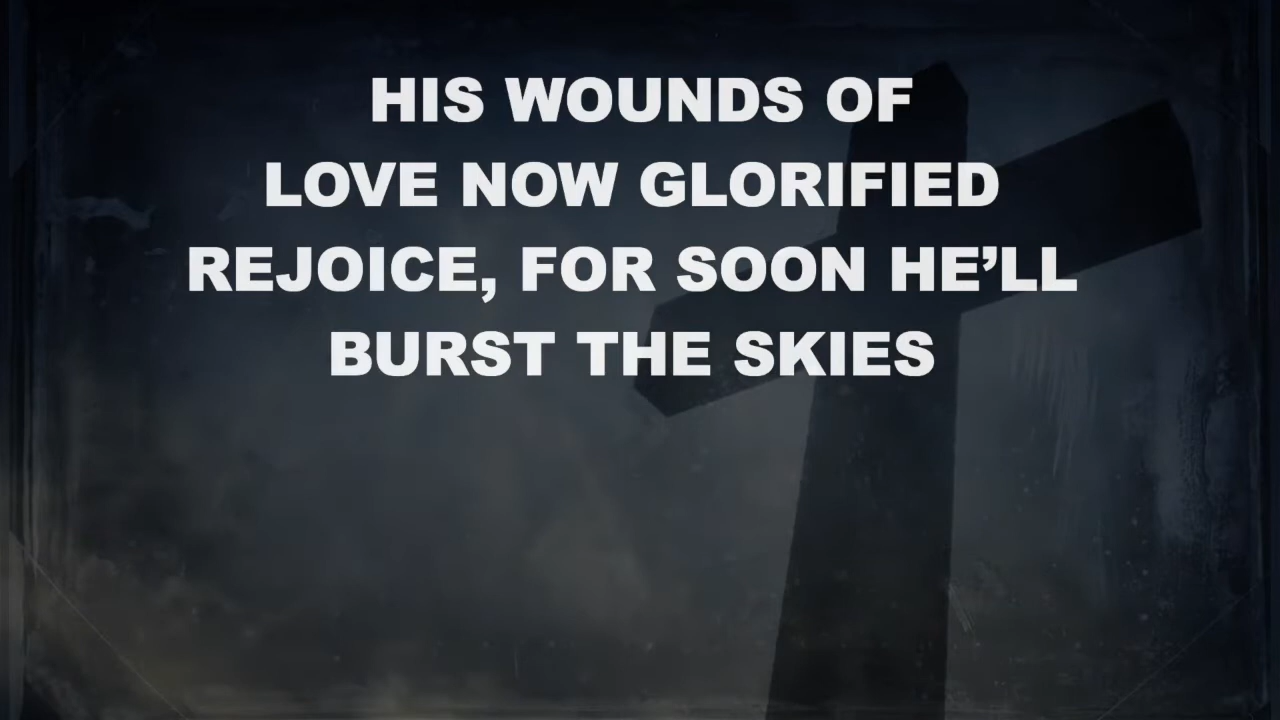 HIS WOUNDS OF
LOVE NOW GLORIFIED
REJOICE, FOR SOON HE’LL
BURST THE SKIES